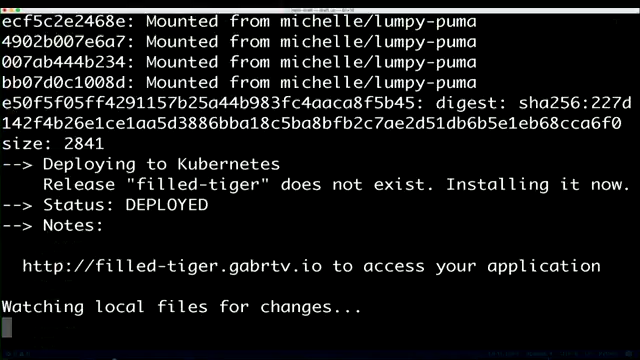 ecf5c2e2468e: Mounted from michelle/lumpy-puma
4902b007e6a7: Mounted from michelle/lumpy-puma
007ab444b234: Mounted from michelle/lumpy-puma
bb07d0c1008d: Mounted from michelle/lumpy-puma
e50f5f05ff4291157b25a44b983fc4aaca8f5b45: digest: sha256:227d
142f4b26e1ce1aa5d3886bba18c5ba8bfb2c7ae2d51db6b5e1eb68cca6f0
size: 2841
--> Deploying to Kubernetes
Release "filled-tiger" does not exist. Installing it now.
--> Status: DEPLOYED
--> Notes:
http://filled-tiger.gabrtv.io to access your application
Watching local files for changes...